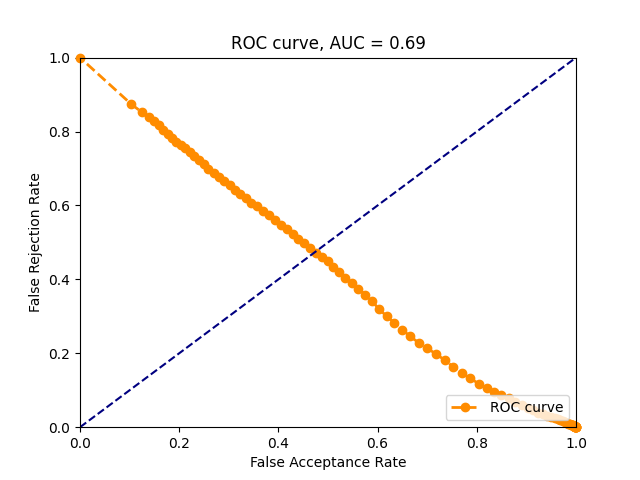 ROC curve, AUC = 0.69
1.0
0.8
0.6
0.4
0.2
0.0
False Rejection Rate
ROC curve
0.0 0.2 0.4 0.6 0.8 1.0
False Acceptance Rate